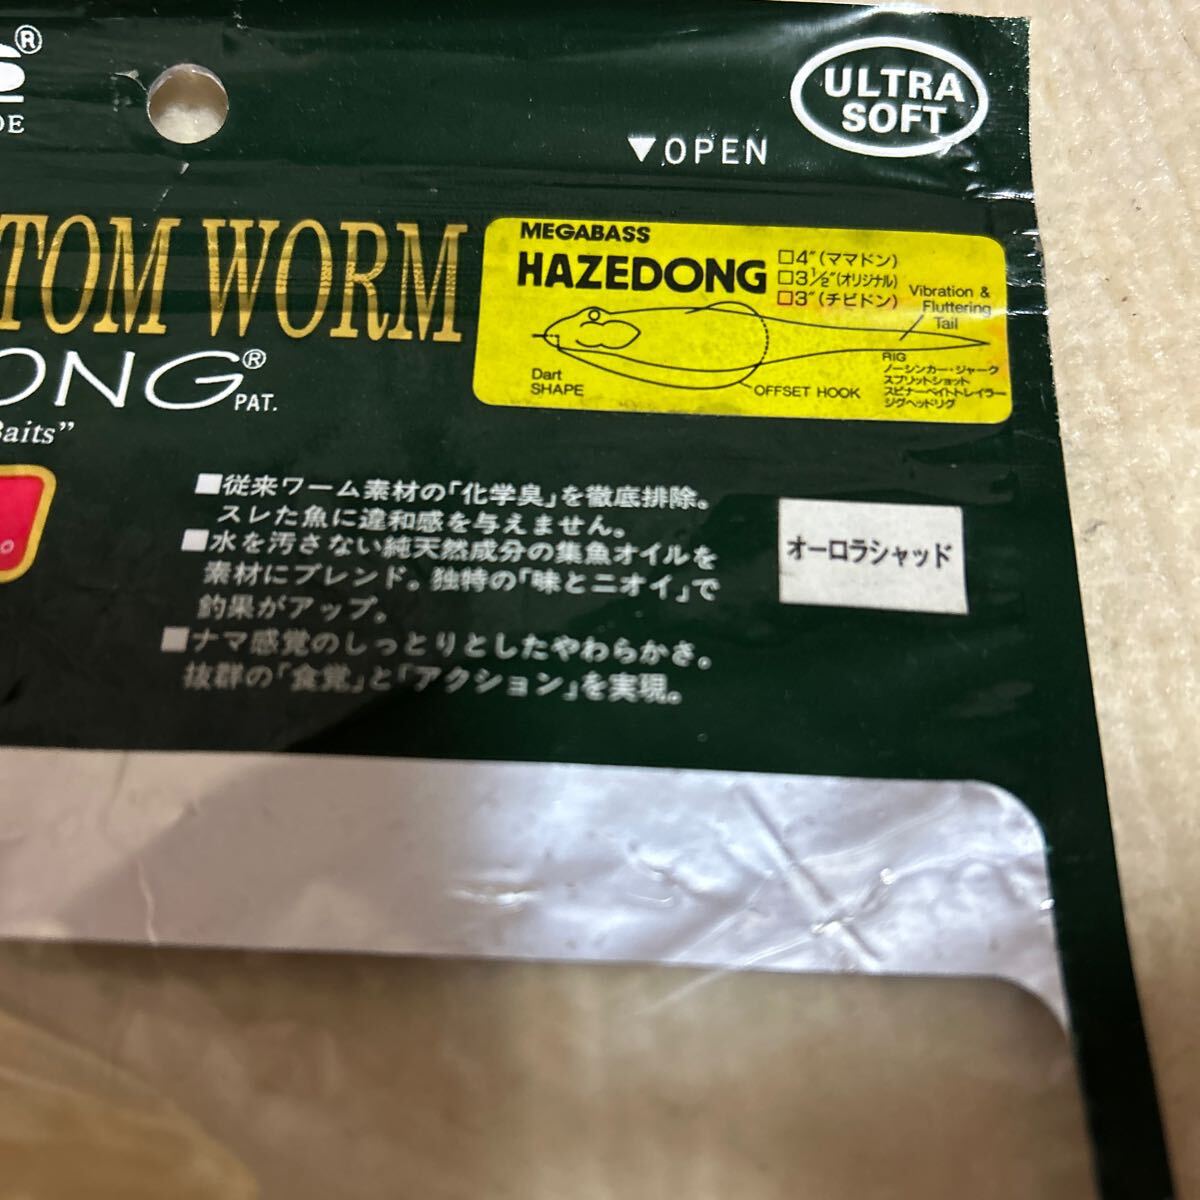 ®
ULTRA
SOFT
▼OPEN
TOM WORM
ONG®
PAT.
Baits”
MEGABASS
HAZEDONG
□4″(ママドン)
□3½″(オリジナル)
□3″(チビドン)
Vibration &
Fluttering
Tail
Dart
SHAPE
OFFSET HOOK
RIG
ノーシンカー・ジャーク
スプリットショット
スピナーベイトトレイラー
ジグヘッドリグ
■従来ワーム素材の「化学臭」を徹底排除。
スレた魚に違和感を与えません。
■水を汚さない純天然成分の集魚オイルを
素材にブレンド。独特の「味とニオイ」で
釣果がアップ。
■ナマ感覚のしっとりとしたやわらかさ。
抜群の「食覚」と「アクション」を実現。
オーロラシャッド